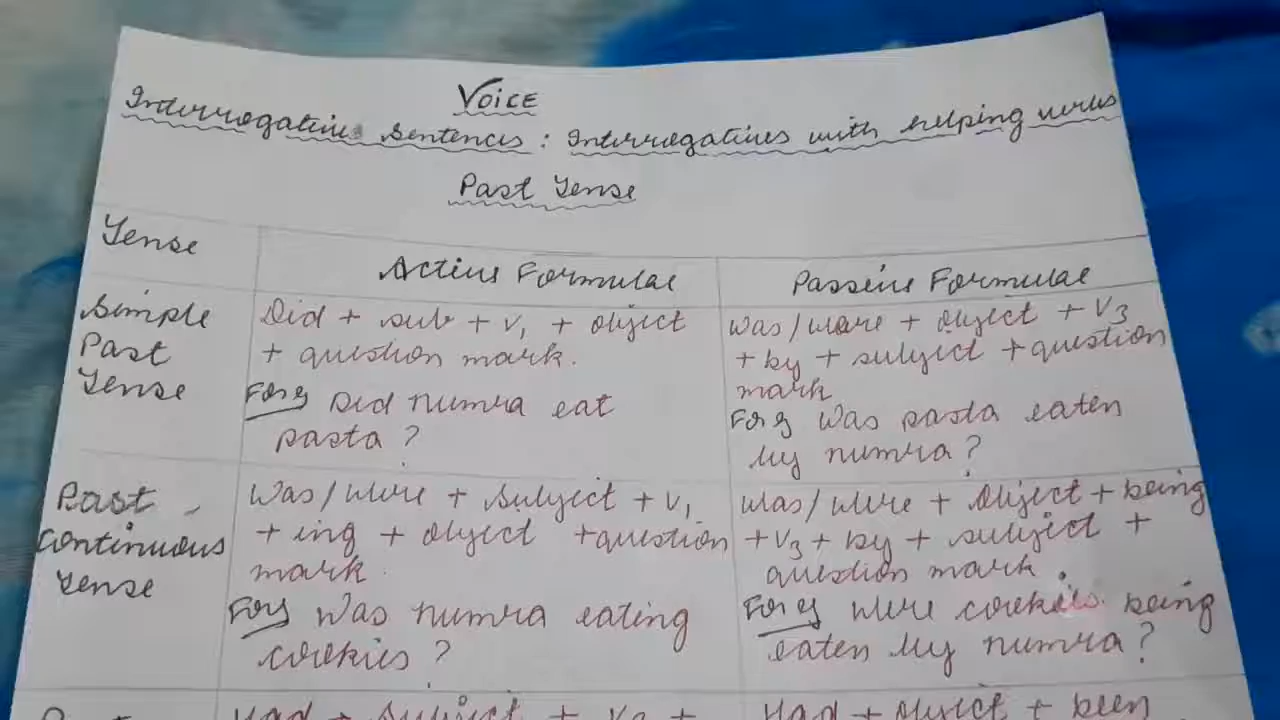 VOICE
Interrogative Sentences : Interrogatives with helping verbs
Past Tense
Tense
Active Formulae
Passive Formulae
Simple
Past
Tense
Did + sub + V1 + object
+ question mark.
For eg Did numra eat
pasta ?
was/were + object + V3
+ by + subject + question
mark
For eg Was pasta eaten
by numra ?
Past
Continuous
Tense
Was/were + subject + V1
+ ing + object + question
mark.
For eg Was numra eating
cookies ?
was/were + object + being
+ V3 + by + subject +
question mark.
For eg Were cookies being
eaten by numra ?
Had + subject + V3 +
Had + object + been